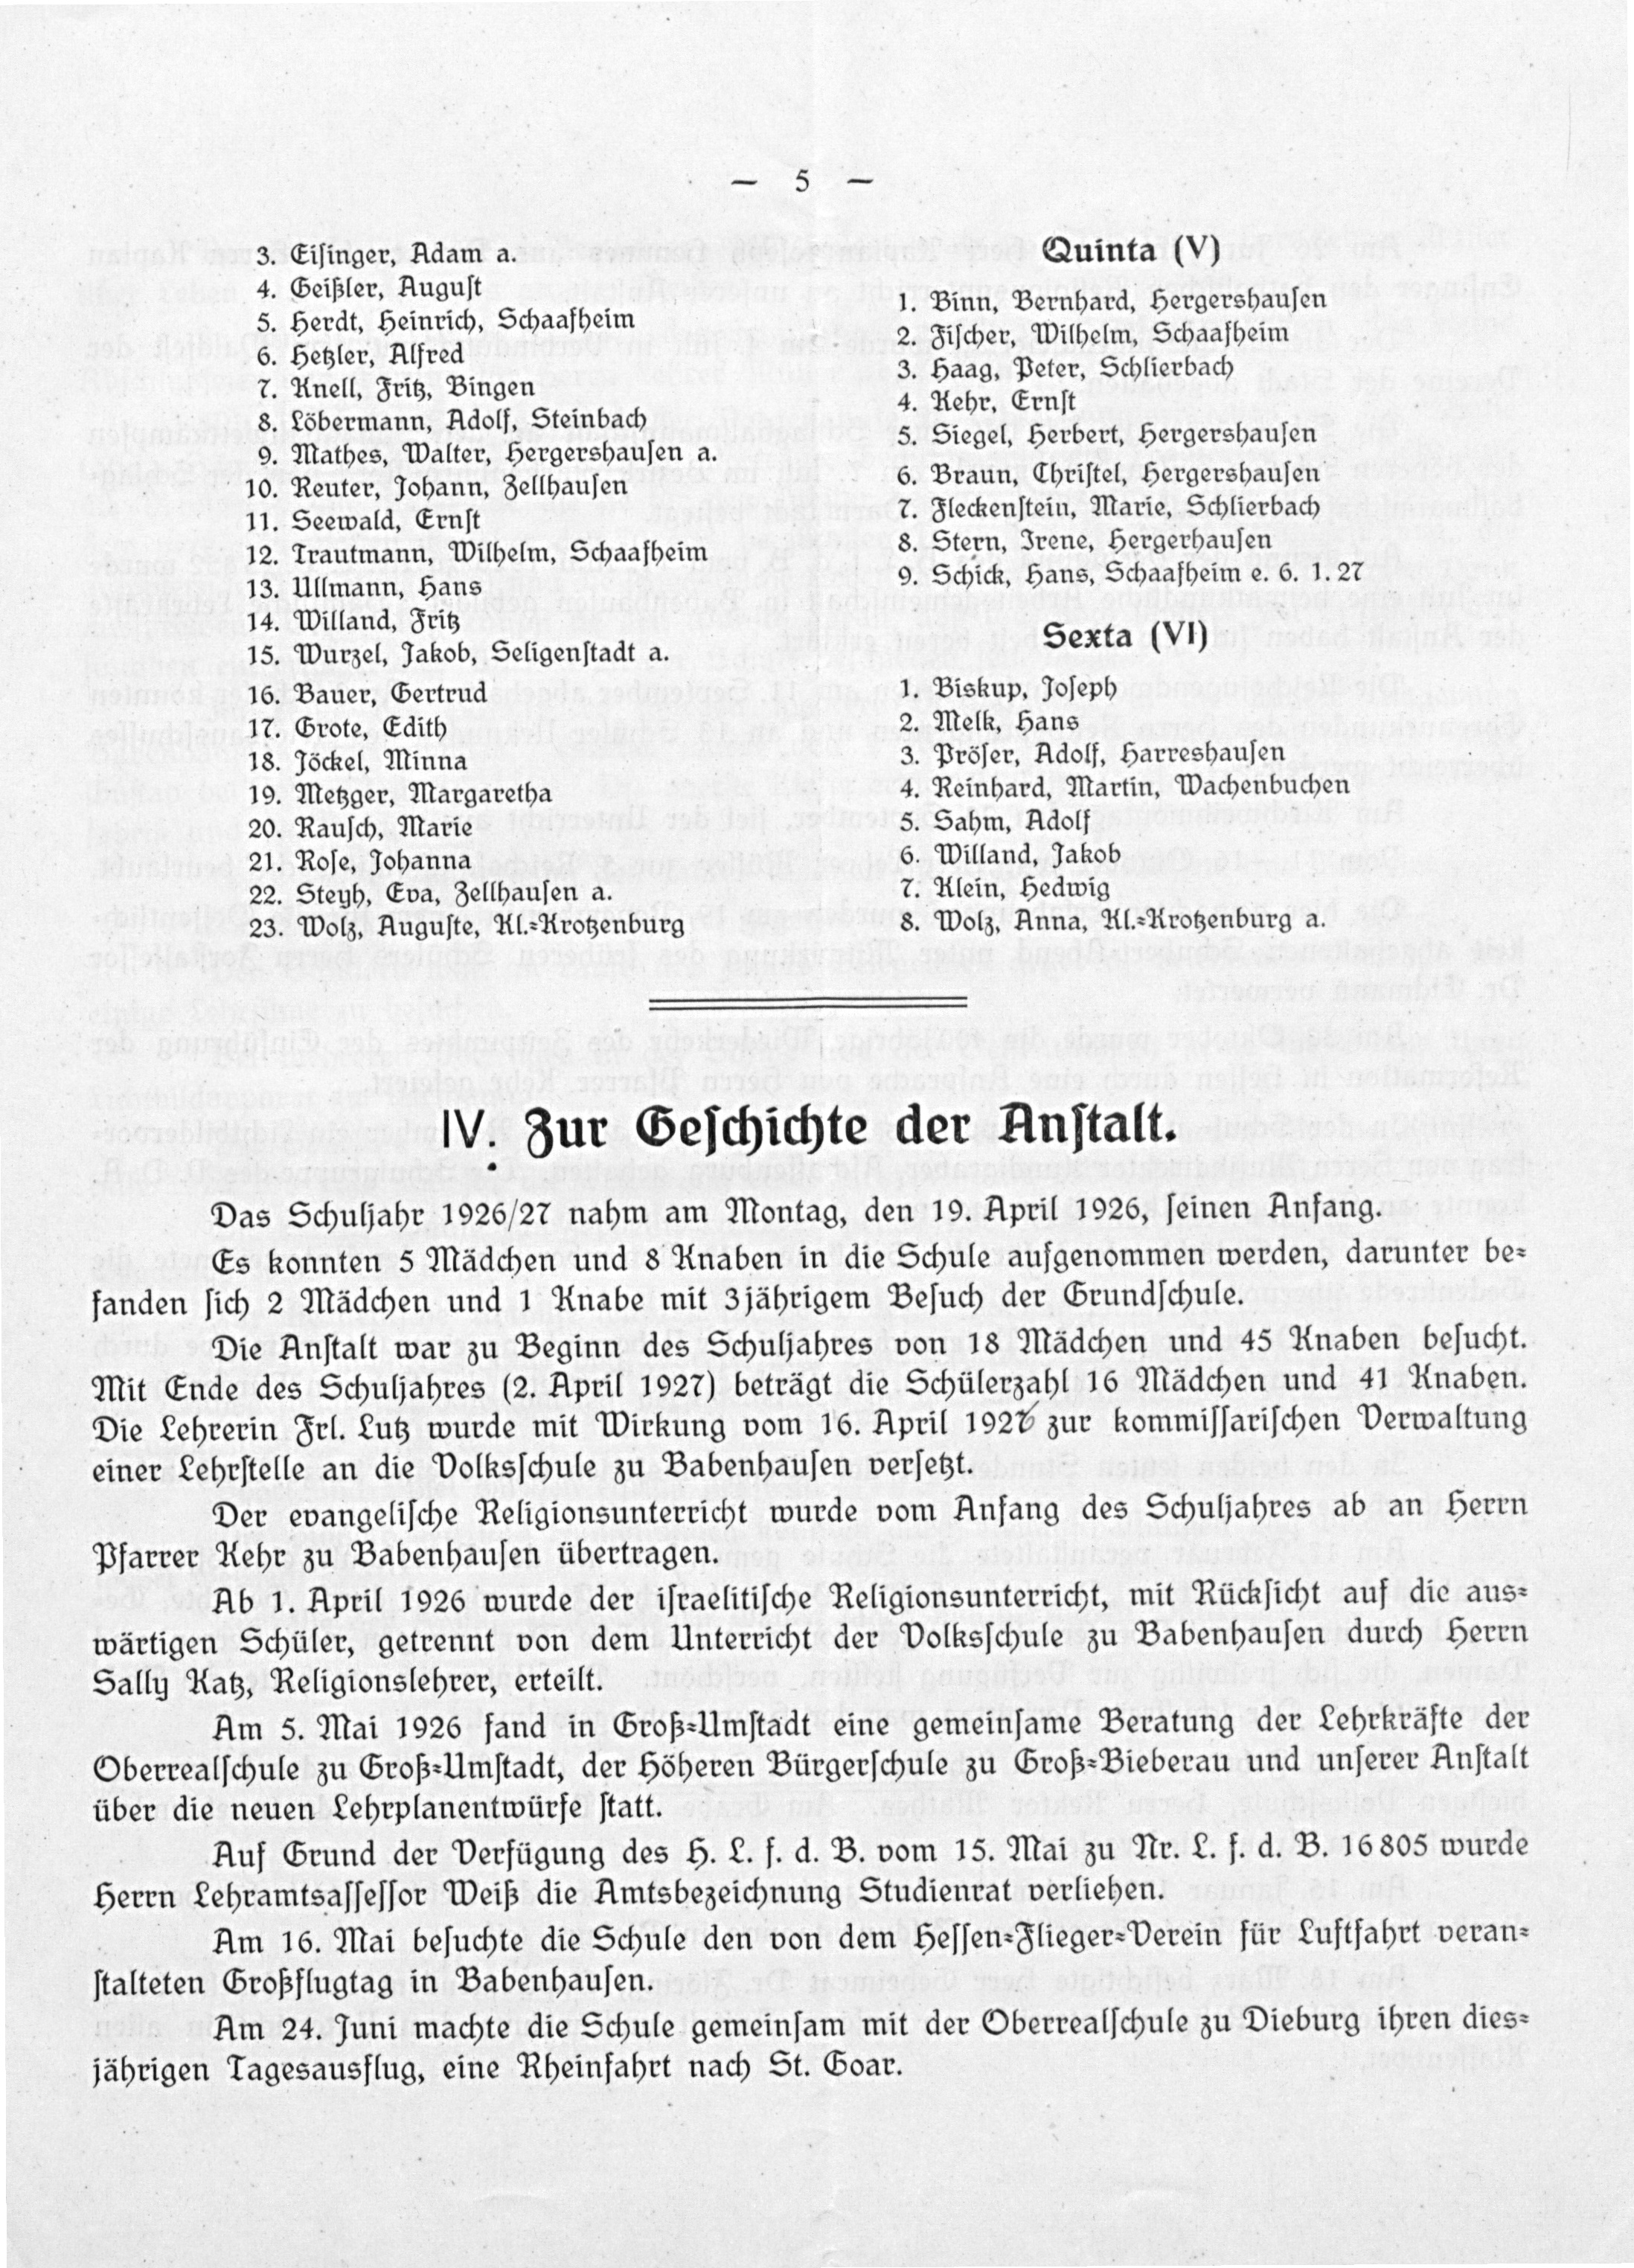 — 5 —
3. Eiſinger, Adam a.
4. Geißler, Auguſt
5. Herdt, Heinrich, Schaafheim
6. Hetzler, Alfred
7. Knell, Fritz, Bingen
8. Löbermann, Adolf, Steinbach
9. Mathes, Walter, Hergershauſen a.
10. Reuter, Johann, Zellhauſen
11. Seewald, Ernſt
12. Trautmann, Wilhelm, Schaafheim
13. Ullmann, Hans
14. Willand, Fritz
15. Wurzel, Jakob, Seligenſtadt a.
16. Bauer, Gertrud
17. Grote, Edith
18. Jöckel, Minna
19. Metzger, Margaretha
20. Rauſch, Marie
21. Roſe, Johanna
22. Steyh, Eva, Zellhauſen a.
23. Wolz, Auguſte, Kl.⸗Krotzenburg
Quinta (V)
1. Binn, Bernhard, Hergershauſen
2. Fiſcher, Wilhelm, Schaafheim
3. Haag, Peter, Schlierbach
4. Kehr, Ernſt
5. Siegel, Herbert, Hergershauſen
6. Braun, Chriſtel, Hergershauſen
7. Fleckenſtein, Marie, Schlierbach
8. Stern, Irene, Hergerhauſen
9. Schick, Hans, Schaafheim e. 6. 1. 27
Sexta (VI)
1. Biskup, Joſeph
2. Melk, Hans
3. Pröſer, Adolf, Harreshauſen
4. Reinhard, Martin, Wachenbuchen
5. Sahm, Adolf
6. Willand, Jakob
7. Klein, Hedwig
8. Wolz, Anna, Kl.⸗Krotzenburg a.
IV. Zur Geſchichte der Anſtalt.
Das Schuljahr 1926/27 nahm am Montag, den 19. April 1926, ſeinen Anfang.
Es konnten 5 Mädchen und 8 Knaben in die Schule aufgenommen werden, darunter be⸗
fanden ſich 2 Mädchen und 1 Knabe mit 3jährigem Beſuch der Grundſchule.
Die Anſtalt war zu Beginn des Schuljahres von 18 Mädchen und 45 Knaben beſucht.
Mit Ende des Schuljahres (2. April 1927) beträgt die Schülerzahl 16 Mädchen und 41 Knaben.
Die Lehrerin Frl. Lutz wurde mit Wirkung vom 16. April 1926 zur kommiſſariſchen Verwaltung
einer Lehrſtelle an die Volksſchule zu Babenhauſen verſetzt.
Der evangeliſche Religionsunterricht wurde vom Anfang des Schuljahres ab an Herrn
Pfarrer Kehr zu Babenhauſen übertragen.
Ab 1. April 1926 wurde der iſraelitiſche Religionsunterricht, mit Rückſicht auf die aus⸗
wärtigen Schüler, getrennt von dem Unterricht der Volksſchule zu Babenhauſen durch Herrn
Sally Katz, Religionslehrer, erteilt.
Am 5. Mai 1926 fand in Groß⸗Umſtadt eine gemeinſame Beratung der Lehrkräfte der
Oberrealſchule zu Groß⸗Umſtadt, der Höheren Bürgerſchule zu Groß⸗Bieberau und unſerer Anſtalt
über die neuen Lehrplanentwürfe ſtatt.
Auf Grund der Verfügung des H. L. f. d. B. vom 15. Mai zu Nr. L. f. d. B. 16805 wurde
Herrn Lehramtsaſſeſſor Weiß die Amtsbezeichnung Studienrat verliehen.
Am 16. Mai beſuchte die Schule den von dem Heſſen⸗Flieger⸗Verein für Luftfahrt veran⸗
ſtalteten Großflugtag in Babenhauſen.
Am 24. Juni machte die Schule gemeinſam mit der Oberrealſchule zu Dieburg ihren dies⸗
jährigen Tagesausflug, eine Rheinfahrt nach St. Goar.